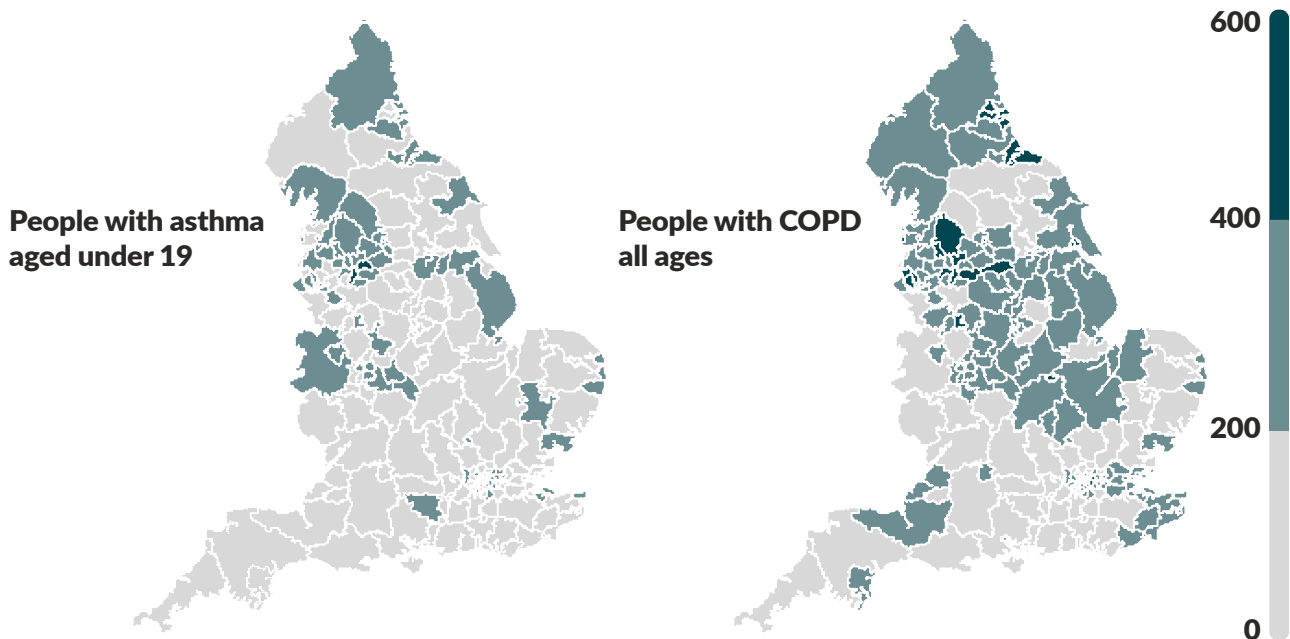 People with asthma
aged under 19
People with COPD
all ages
600
400
200
0